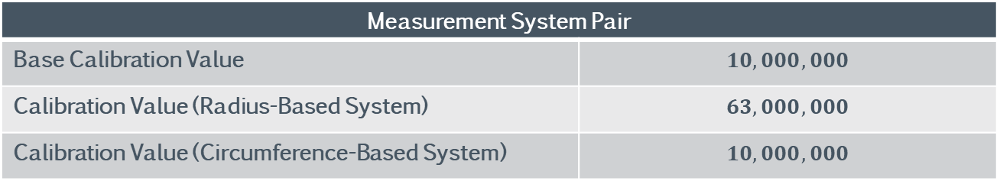 Measurement System Pair
Base Calibration Value 10,000,000
Calibration Value (Radius-Based System) 63,000,000
Calibration Value (Circumference-Based System) 10,000,000